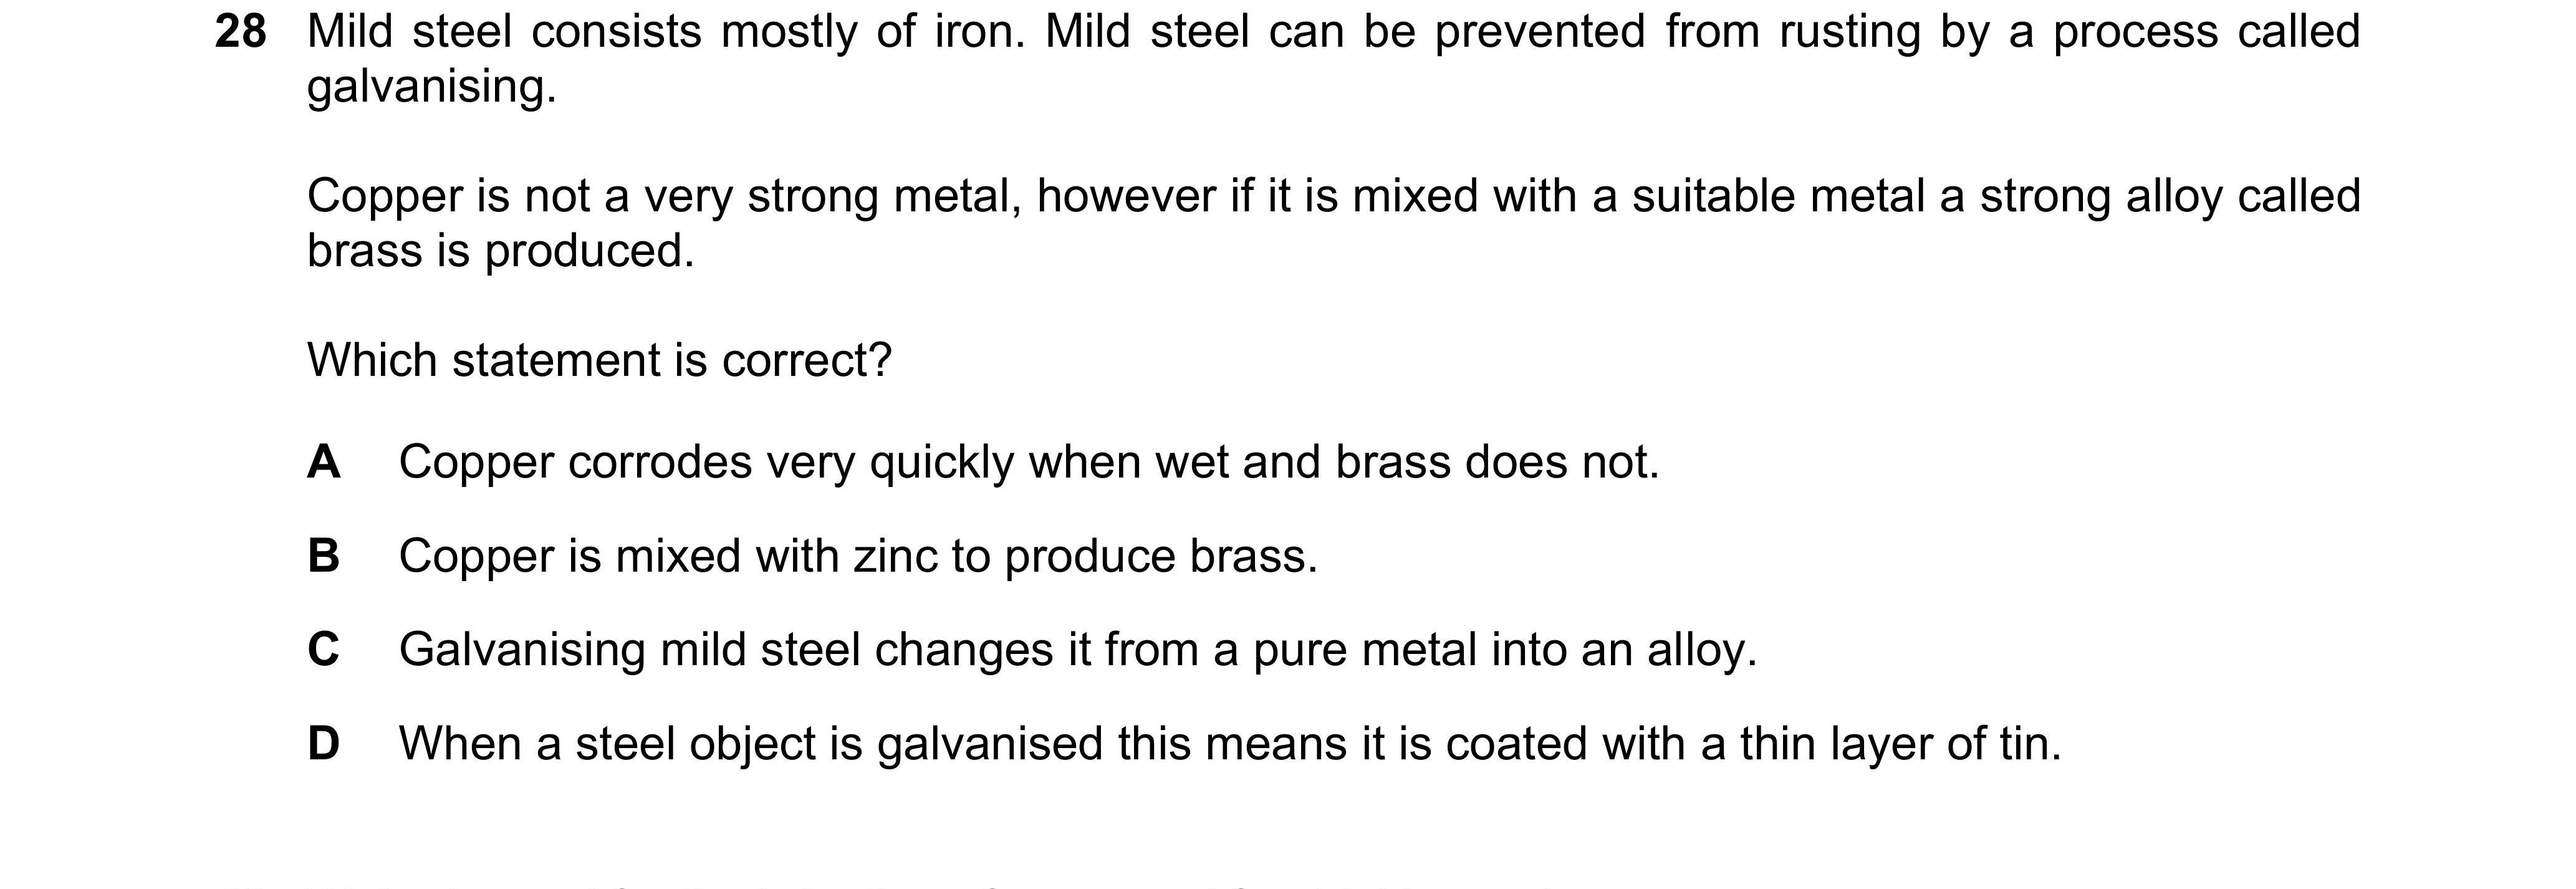 28 Mild steel consists mostly of iron. Mild steel can be prevented from rusting by a process called
galvanising.
Copper is not a very strong metal, however if it is mixed with a suitable metal a strong alloy called
brass is produced.
Which statement is correct?
A Copper corrodes very quickly when wet and brass does not.
B Copper is mixed with zinc to produce brass.
C Galvanising mild steel changes it from a pure metal into an alloy.
D When a steel object is galvanised this means it is coated with a thin layer of tin.